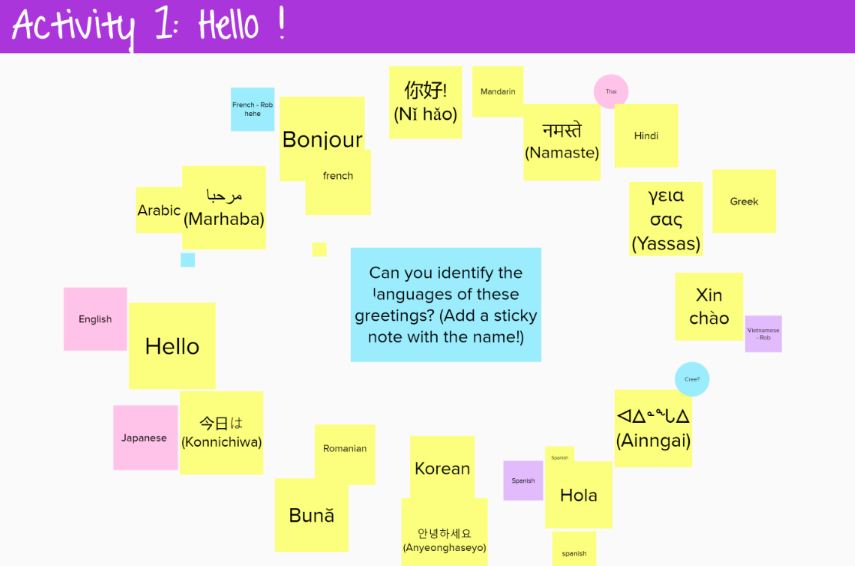 Activity 1: Hello !
French - Rob
hehe
Bonjour
french
你好!
(Nǐ hǎo)
Mandarin
Thai
नमस्ते
(Namaste)
Hindi
Arabic
مرحبا
(Marhaba)
γεια
σας
(Yassas)
Greek
Can you identify the
languages of these
greetings? (Add a sticky
note with the name!)
Xin
chào
Vietnamese
- Rob
English
Hello
Cree?
ᐊᐃᓐᖓᐃ
(Ainngai)
Japanese
今日は
(Konnichiwa)
Romanian
Bună
Korean
안녕하세요
(Anyeonghaseyo)
Spanish
Spanish
Hola
spanish